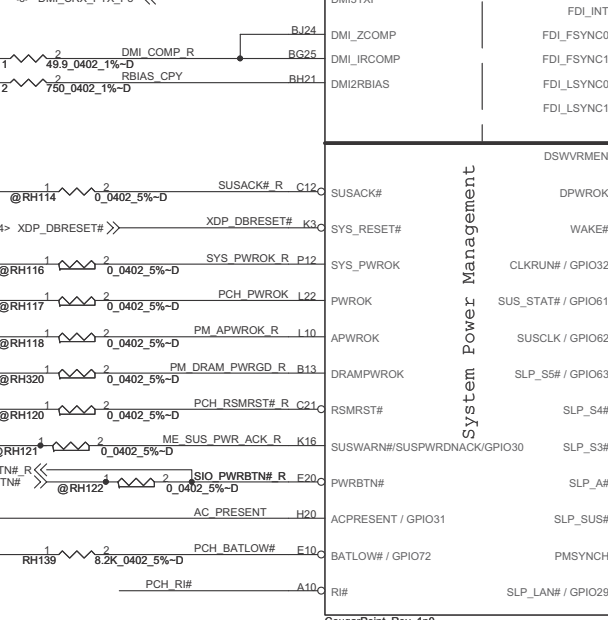 DMI_CRX_PTX_P3
DMI3TXP
FDI_INT
BJ24 DMI_ZCOMP FDI_FSYNC0
1 2 49.9_0402_1%~D DMI_COMP_R BG25 DMI_IRCOMP FDI_FSYNC1
2 2 750_0402_1%~D RBIAS_CPY BH21 DMI2RBIAS FDI_LSYNC0
FDI_LSYNC1
System Power Management
DSWVRMEN
@RH114 1 2 0_0402_5%~D SUSACK#_R C12 SUSACK# DPWROK
4> XDP_DBRESET# XDP_DBRESET# K3 SYS_RESET# WAKE#
@RH116 1 2 0_0402_5%~D SYS_PWROK_R P12 SYS_PWROK CLKRUN# / GPIO32
@RH117 1 2 0_0402_5%~D PCH_PWROK L22 PWROK SUS_STAT# / GPIO61
@RH118 1 2 0_0402_5%~D PM_APWROK_R L10 APWROK SUSCLK / GPIO62
@RH320 1 2 0_0402_5%~D PM_DRAM_PWRGD_R B13 DRAMPWROK SLP_S5# / GPIO63
@RH120 1 2 0_0402_5%~D PCH_RSMRST#_R C21 RSMRST# SLP_S4#
@RH121 1 2 0_0402_5%~D ME_SUS_PWR_ACK_R K16 SUSWARN#/SUSPWRDNACK/GPIO30 SLP_S3#
TN#_R
TN# @RH122 1 2 0_0402_5%~D SIO_PWRBTN#_R E20 PWRBTN# SLP_A#
AC_PRESENT H20 ACPRESENT / GPIO31 SLP_SUS#
RH139 1 2 8.2K_0402_5%~D PCH_BATLOW# E10 BATLOW# / GPIO72 PMSYNCH
PCH_RI# A10 RI# SLP_LAN# / GPIO29
CougarPoint_Rev_1p0